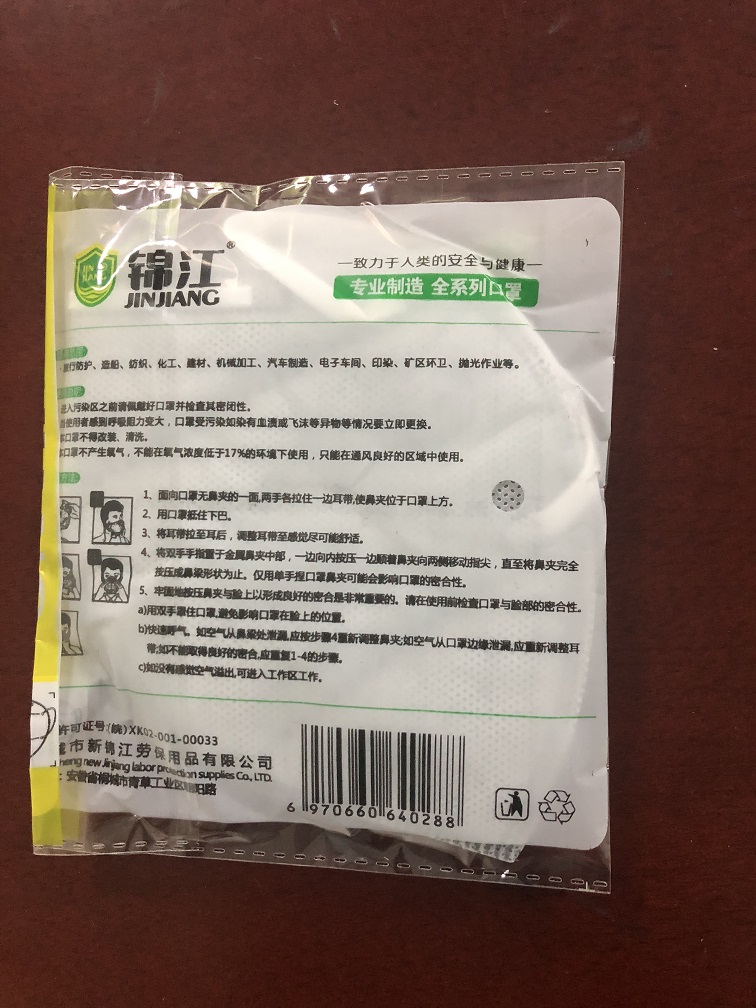 JIN
JIANG
锦江®
JINJIANG
一致力于人类的安全与健康一
专业制造 全系列口罩
旅行防护、造船、纺织、化工、建材、机械加工、汽车制造、电子车间、印染、矿区环卫、抛光作业等。
进入污染区之前请佩戴好口罩并检查其密闭性。
使用者感到呼吸阻力变大，口罩受污染如染有血渍或飞沫等异物等情况要立即更换。
口罩不得改装、清洗。
口罩不产生氧气，不能在氧气浓度低于17%的环境下使用，只能在通风良好的区域中使用。
1、面向口罩无鼻夹的一面,两手各拉住一边耳带,使鼻夹位于口罩上方。
2、用口罩抵住下巴。
3、将耳带拉至耳后，调整耳带至感觉尽可能舒适。
4、将双手手指置于金属鼻夹中部，一边向内按压一边顺着鼻夹向两侧移动指尖，直至将鼻夹完全
按压成鼻梁形状为止。仅用单手捏口罩鼻夹可能会影响口罩的密合性。
5、牢固地按压鼻夹与脸上以形成良好的密合是非常重要的。请在使用前检查口罩与脸部的密合性。
a)用双手罩住口罩,避免影响口罩在脸上的位置。
b)快速呼气。如空气从鼻梁处泄漏,应按步骤4重新调整鼻夹;如空气从口罩边缘泄漏,应重新调整耳
带;如不能取得良好的密合,应重复1-4的步骤。
c)如没有感觉空气溢出,可进入工作区工作。
许可证号:(皖)XK02-001-00033
城市新锦江劳保用品有限公司
cheng new Jinjiang labor protection supplies Co., LTD.
：安徽省桐城市青草工业区阳路
6 970660 640288